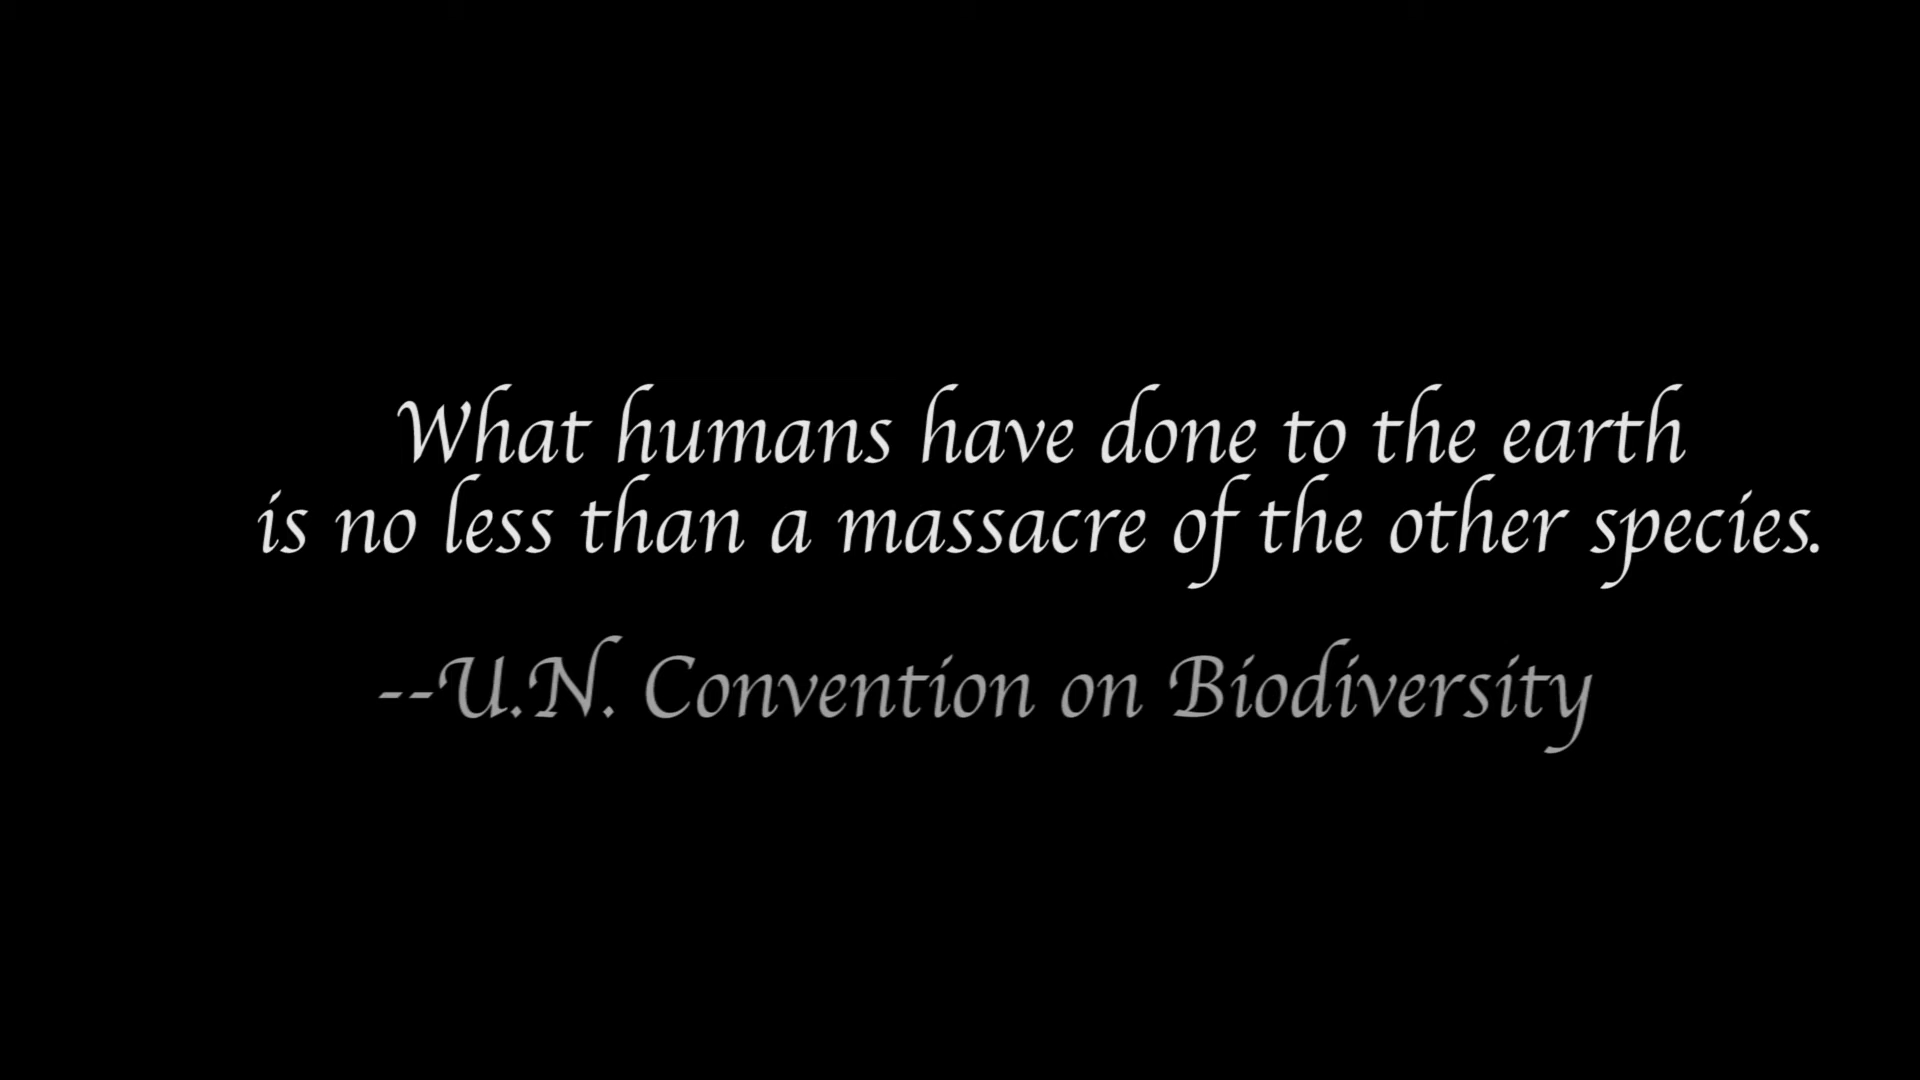 What humans have done to the earth
is no less than a massacre of the other species.
--U.N. Convention on Biodiversity